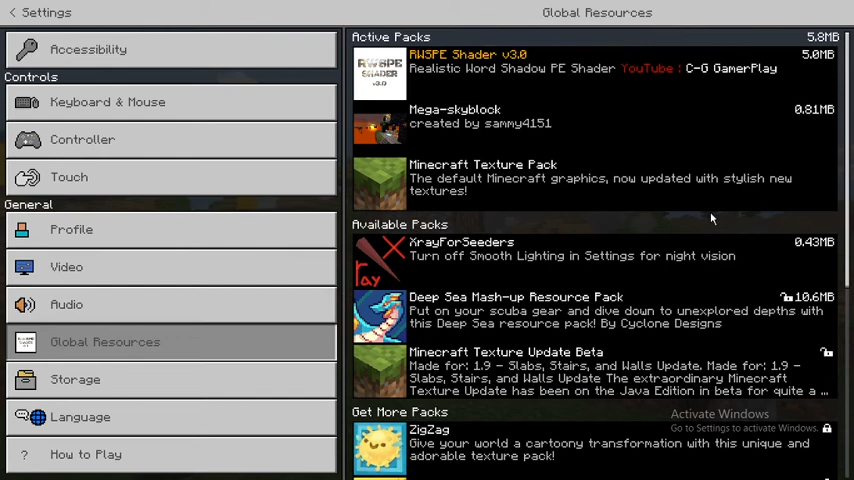 < Settings
Global Resources
Accessibility
Controls
Keyboard & Mouse
Controller
Touch
General
Profile
Video
Audio
Global Resources
Storage
Language
? How to Play
Active Packs 5.8MB
RWSPE Shader v3.0 5.0MB
Realistic Word Shadow PE Shader YouTube : C-G GamerPlay
RWSPE
SHADER
v3.0
Mega-skyblock 0.81MB
created by sammy4151
Minecraft Texture Pack
The default Minecraft graphics, now updated with stylish new
textures!
Available Packs
XrayForSeeders 0.43MB
Turn off Smooth Lighting in Settings for night vision
X
ray
Deep Sea Mash-up Resource Pack 10.6MB
Put on your scuba gear and dive down to unexplored depths with
this Deep Sea resource pack! By Cyclone Designs
Minecraft Texture Update Beta
Made for: 1.9 - Slabs, Stairs, and Walls Update. Made for: 1.9 -
Slabs, Stairs, and Walls Update The extraordinary Minecraft
Texture Update has been on the Java Edition in beta for quite a ...
Get More Packs
ZigZag
Give your world a cartoony transformation with this unique and
adorable texture pack!
Activate Windows
Go to Settings to activate Windows.